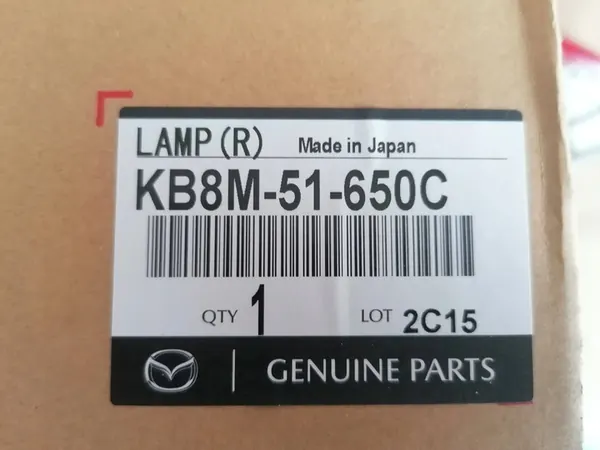 LAMP(R) Made in Japan
KB8M-51-650C
QTY 1 LOT 2C15
GENUINE PARTS